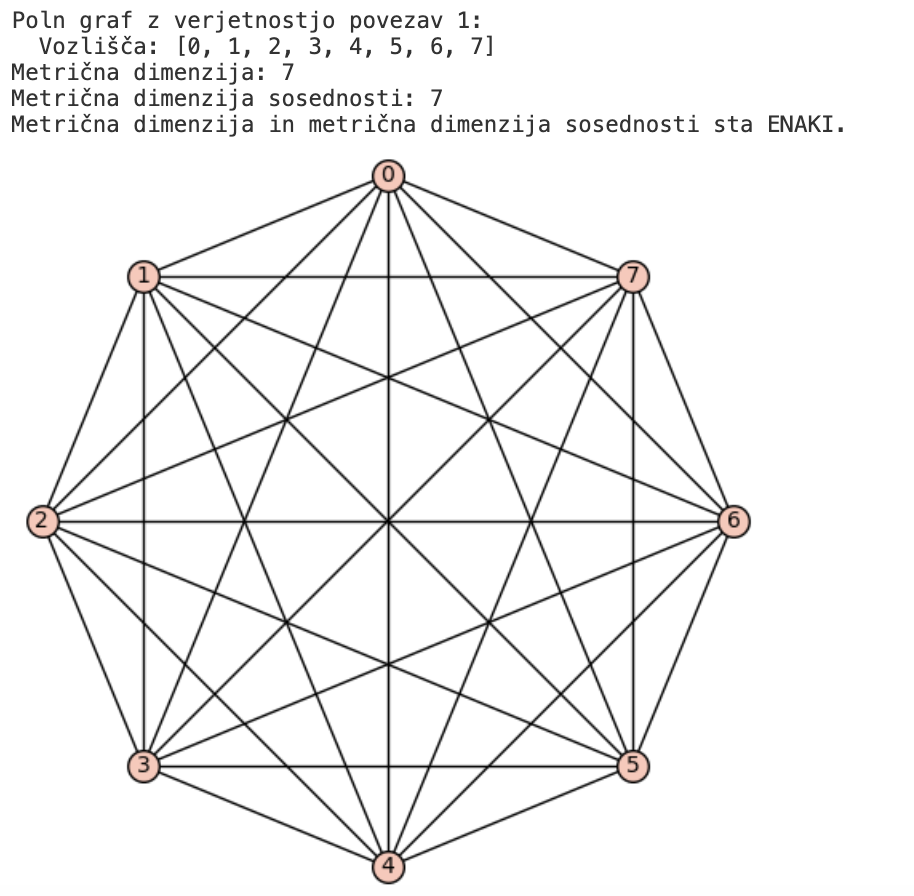 Poln graf z verjetnostjo povezav 1:
  Vozlišča: [0, 1, 2, 3, 4, 5, 6, 7]
Metrična dimenzija: 7
Metrična dimenzija sosednosti: 7
Metrična dimenzija in metrična dimenzija sosednosti sta ENAKI.
0
1
7
2
6
3
5
4